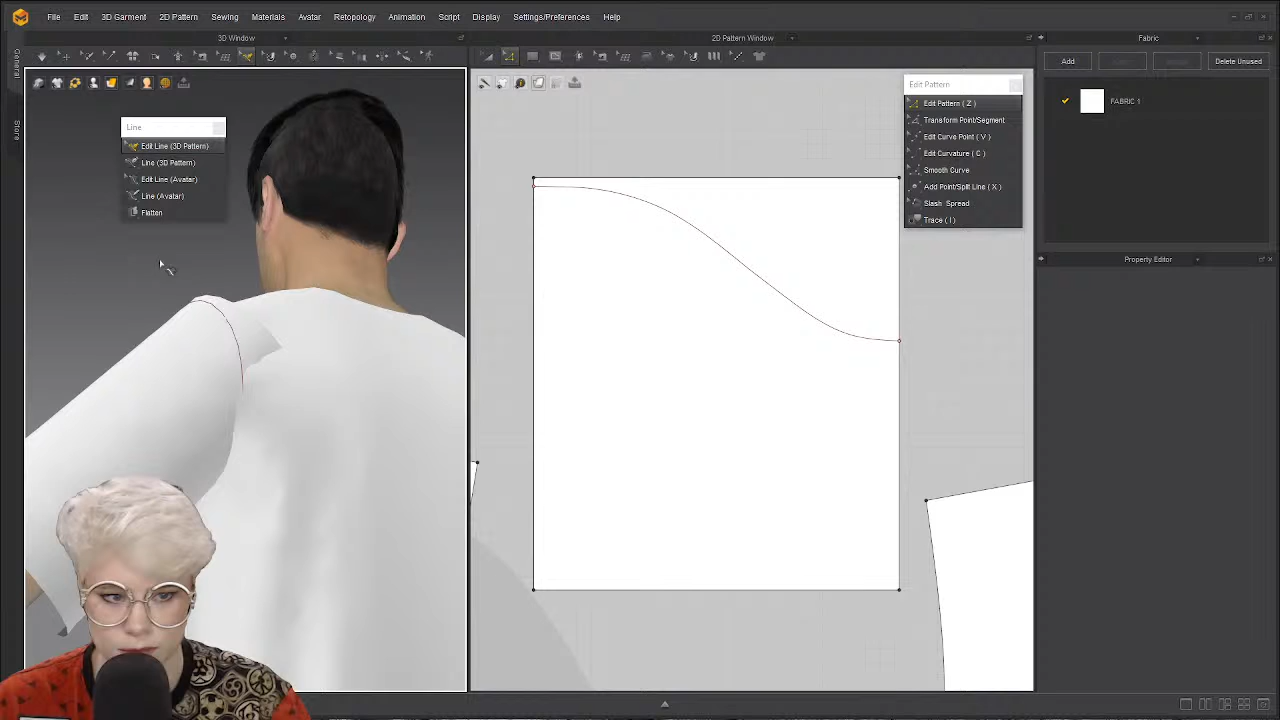 File Edit 3D Garment 2D Pattern Sewing Materials Avatar Retopology Animation Script Display Settings/Preferences Help
3D Window
2D Pattern Window
Fabric
General
Store
Add
Delete Unused
FABRIC 1
Line
Edit Line (3D Pattern)
Line (3D Pattern)
Edit Line (Avatar)
Line (Avatar)
Flatten
Edit Pattern
Edit Pattern ( Z )
Transform Point/Segment
Edit Curve Point ( V )
Edit Curvature ( C )
Smooth Curve
Add Point/Split Line ( X )
Slash Spread
Trace ( I )
Property Editor